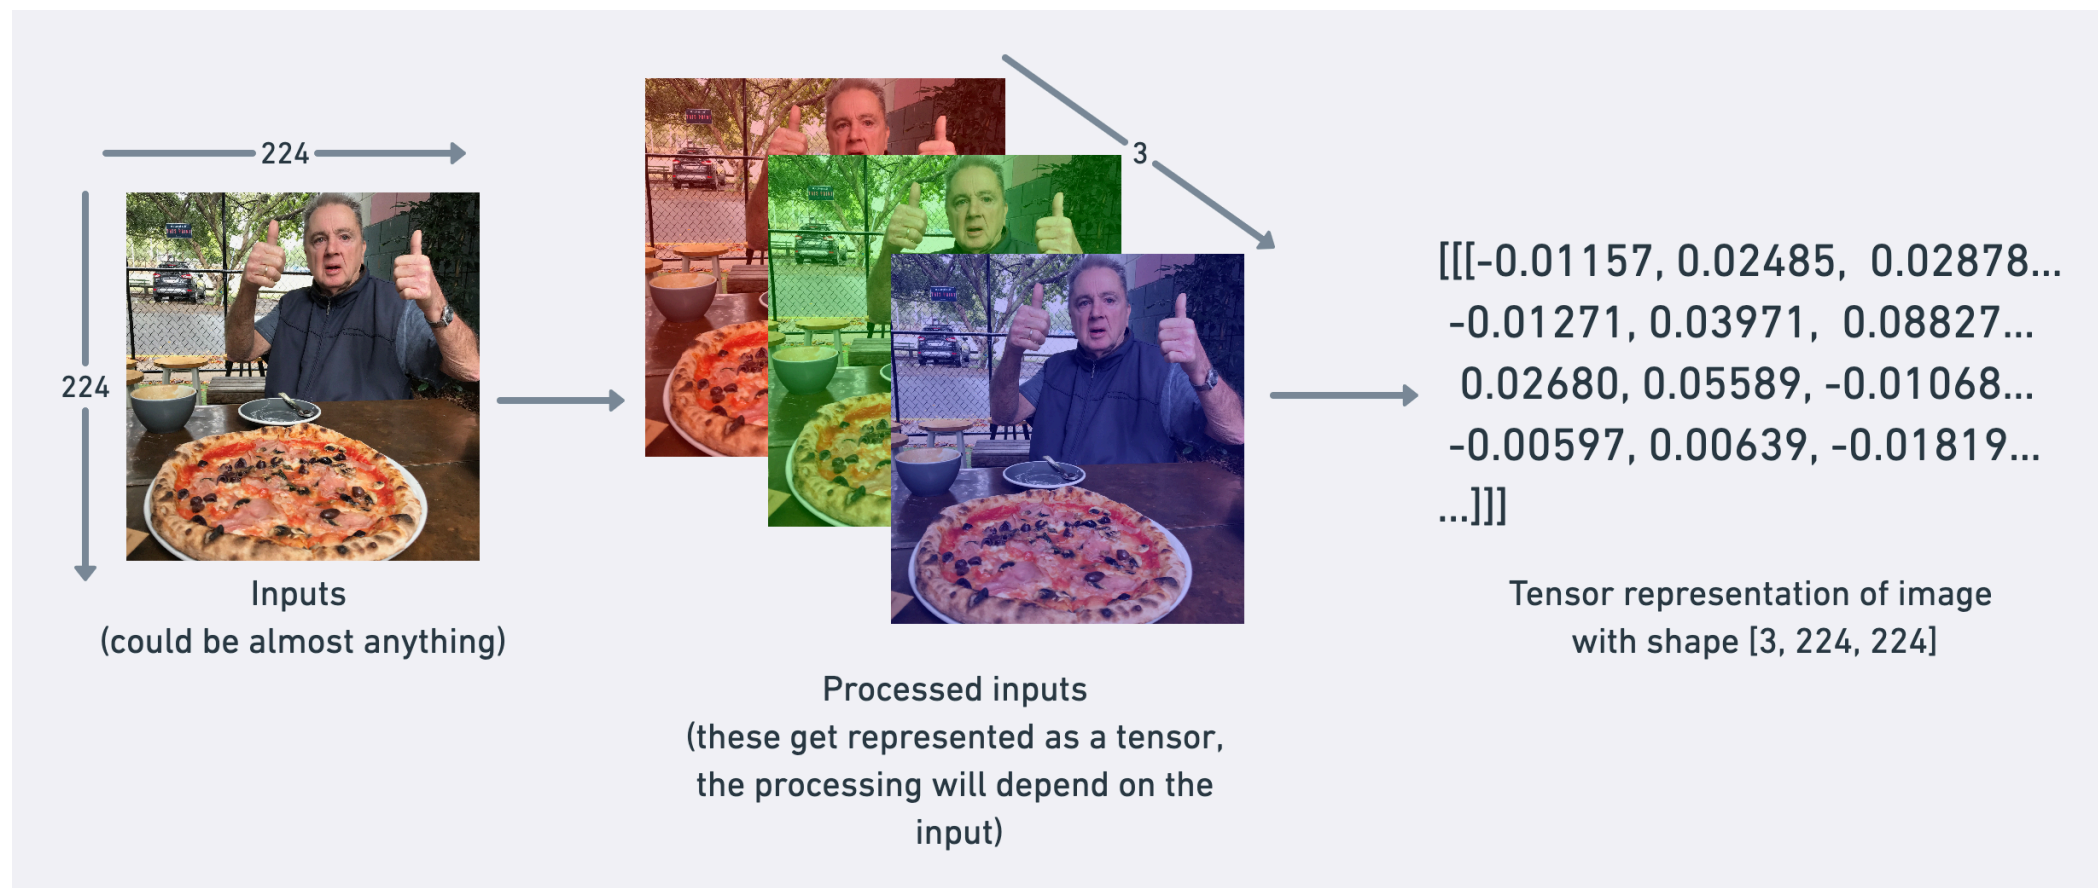 224
224
Inputs
(could be almost anything)
3
Processed inputs
(these get represented as a tensor,
the processing will depend on the
input)
[[[-0.01157, 0.02485, 0.02878...
-0.01271, 0.03971, 0.08827...
0.02680, 0.05589, -0.01068...
-0.00597, 0.00639, -0.01819...
...]]]
Tensor representation of image
with shape [3, 224, 224]